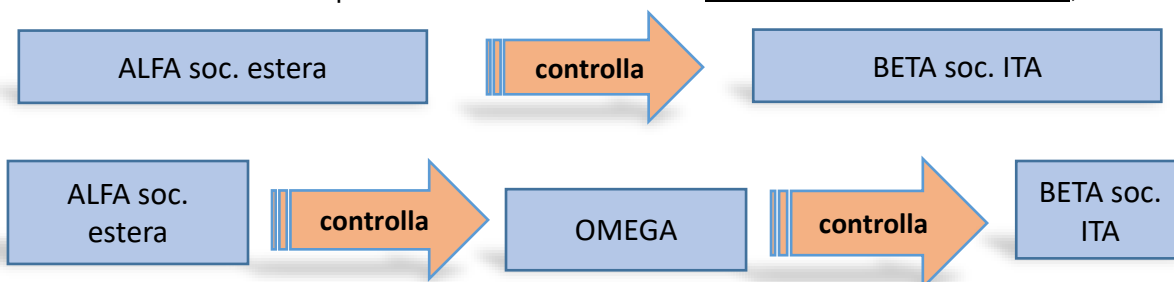 ALFA soc. estera controlla BETA soc. ITA
ALFA soc.
estera
controlla
OMEGA
controlla
BETA soc.
ITA